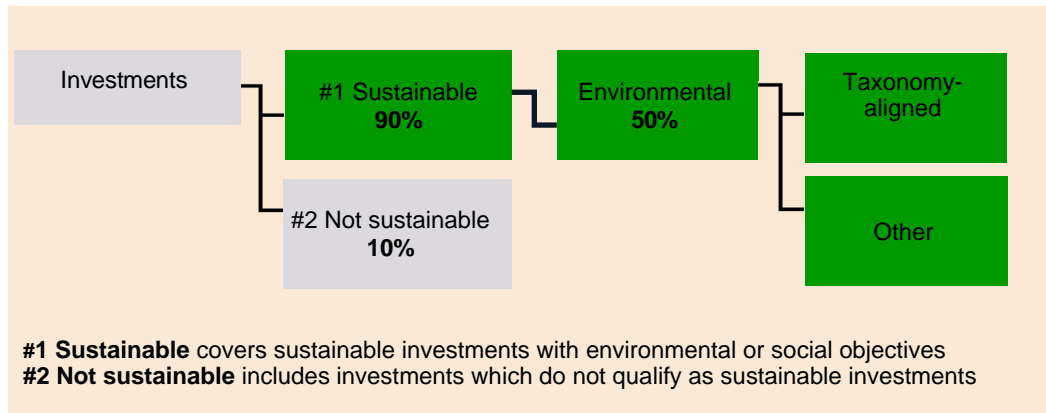 Investments
#1 Sustainable
90%
Environmental
50%
Taxonomy-
aligned
#2 Not sustainable
10%
Other
#1 Sustainable covers sustainable investments with environmental or social objectives
#2 Not sustainable includes investments which do not qualify as sustainable investments